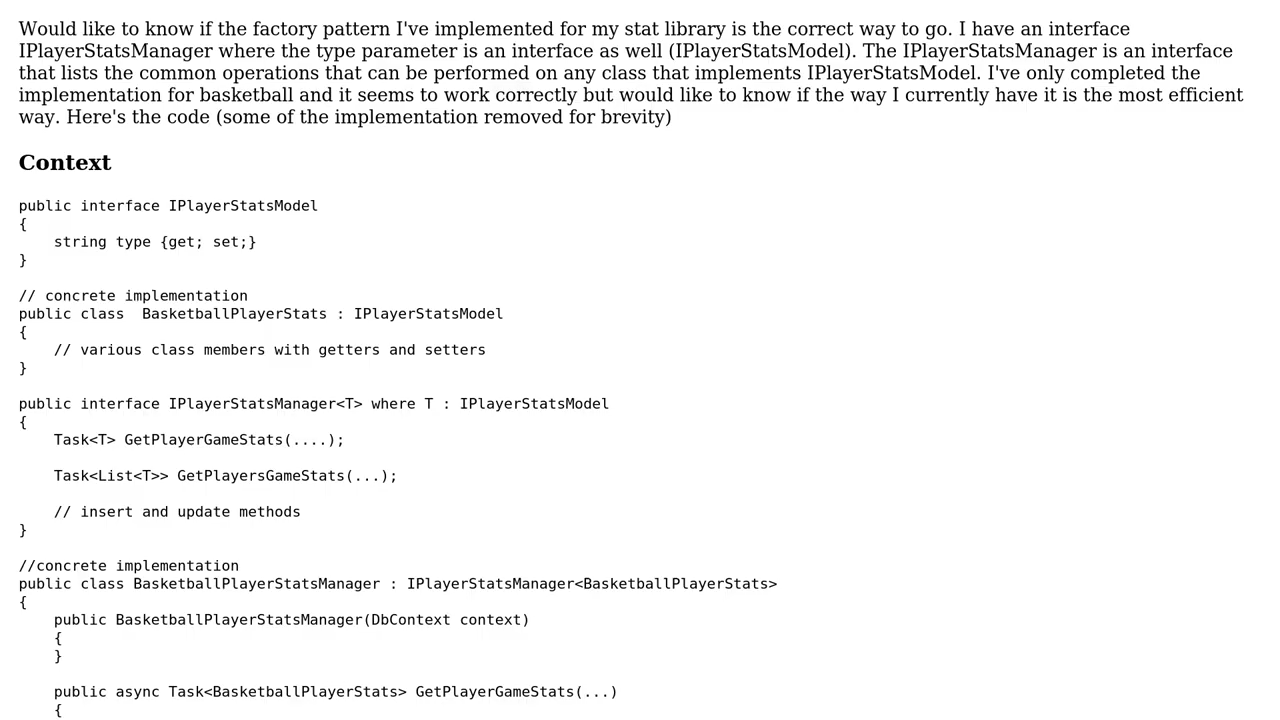 Would like to know if the factory pattern I've implemented for my stat library is the correct way to go. I have an interface
IPlayerStatsManager where the type parameter is an interface as well (IPlayerStatsModel). The IPlayerStatsManager is an interface
that lists the common operations that can be performed on any class that implements IPlayerStatsModel. I've only completed the
implementation for basketball and it seems to work correctly but would like to know if the way I currently have it is the most efficient
way. Here's the code (some of the implementation removed for brevity)
Context
public interface IPlayerStatsModel
{
    string type {get; set;}
}
// concrete implementation
public class  BasketballPlayerStats : IPlayerStatsModel
{
    // various class members with getters and setters
}
public interface IPlayerStatsManager<T> where T : IPlayerStatsModel
{
    Task<T> GetPlayerGameStats(....);
    Task<List<T>> GetPlayersGameStats(...);
    // insert and update methods
}
//concrete implementation
public class BasketballPlayerStatsManager : IPlayerStatsManager<BasketballPlayerStats>
{
    public BasketballPlayerStatsManager(DbContext context)
    {
    }
    public async Task<BasketballPlayerStats> GetPlayerGameStats(...)
    {